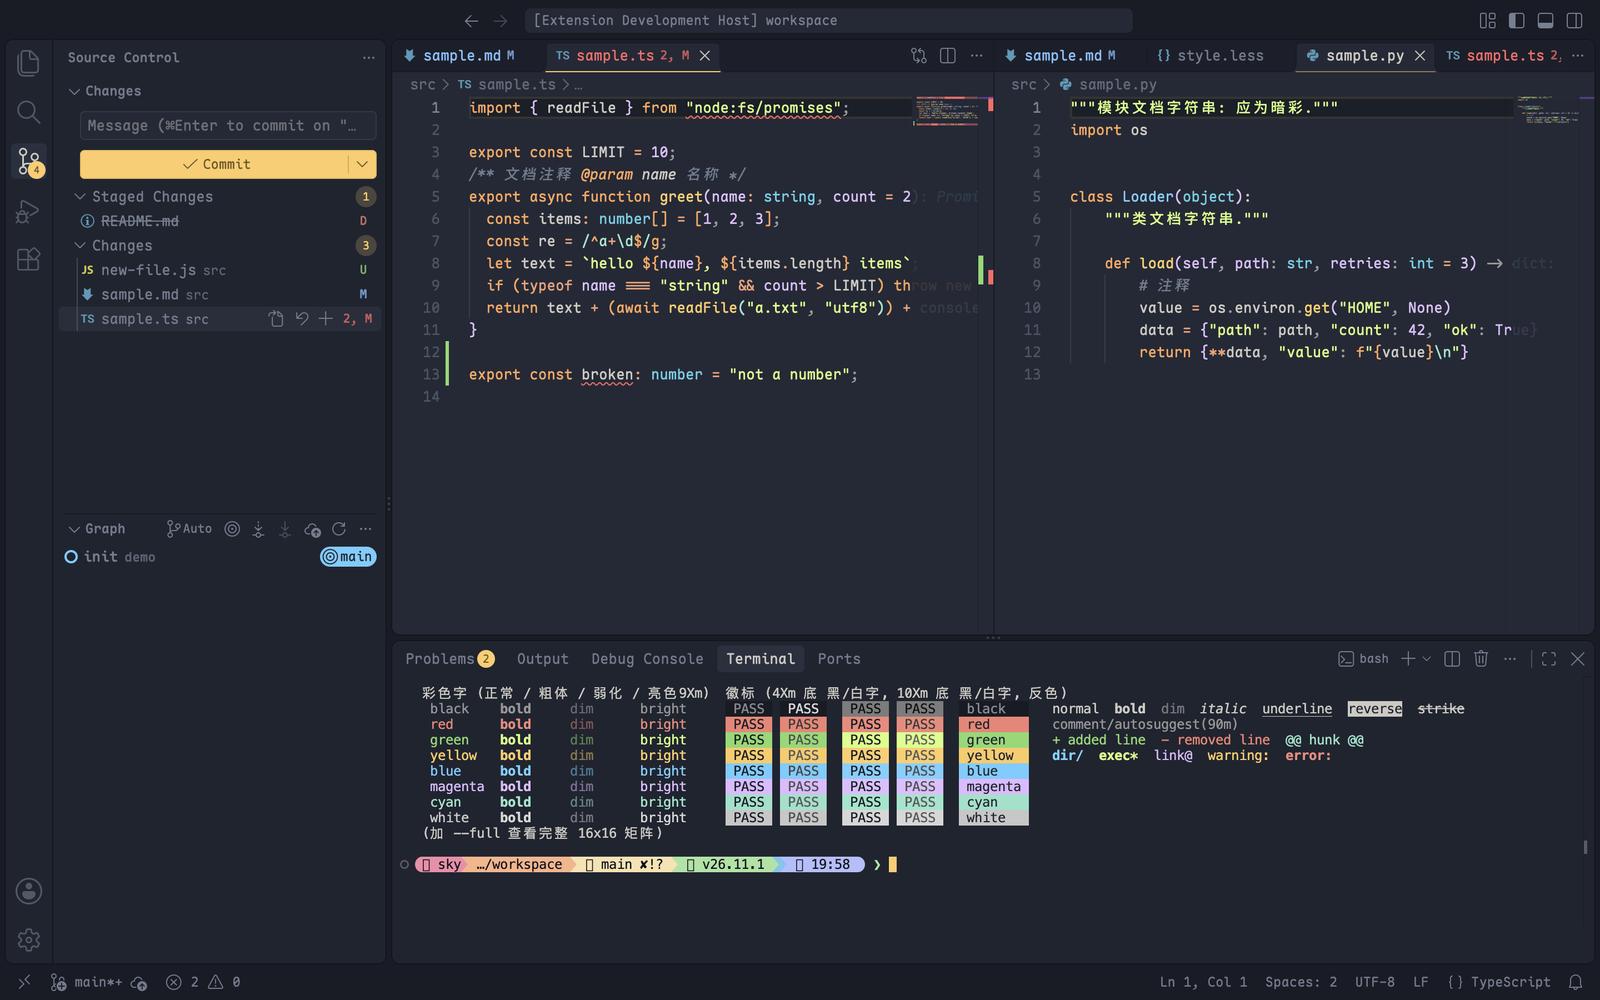 [Extension Development Host] workspace
Source Control
Changes
Message (⌘Enter to commit on "…
Commit
Staged Changes 1
README.md D
Changes 3
JS new-file.js src U
sample.md src M
TS sample.ts src 2, M
4
Graph Auto
init demo main
sample.md M TS sample.ts 2, M
src > TS sample.ts > …
1 import { readFile } from "node:fs/promises";
2
3 export const LIMIT = 10;
4 /** 文档注释 @param name 名称 */
5 export async function greet(name: string, count = 2): Promi
6 const items: number[] = [1, 2, 3];
7 const re = /^a+\d$/g;
8 let text = `hello ${name}, ${items.length} items`;
9 if (typeof name === "string" && count > LIMIT) throw new
10 return text + (await readFile("a.txt", "utf8")) + console
11 }
12
13 export const broken: number = "not a number";
14
sample.md M {} style.less sample.py TS sample.ts 2,
src > sample.py
1 """模块文档字符串: 应为暗彩."""
2 import os
3
4
5 class Loader(object):
6 """类文档字符串."""
7
8 def load(self, path: str, retries: int = 3) -> dict:
9 # 注释
10 value = os.environ.get("HOME", None)
11 data = {"path": path, "count": 42, "ok": True}
12 return {**data, "value": f"{value}\n"}
13
Problems 2 Output Debug Console Terminal Ports bash
彩色字 (正常 / 粗体 / 弱化 / 亮色9Xm) 徽标 (4Xm 底 黑/白字, 10Xm 底 黑/白字, 反色)
black bold dim bright PASS PASS PASS PASS black normal bold dim italic underline reverse strike
red bold dim bright PASS PASS PASS PASS red comment/autosuggest(90m)
green bold dim bright PASS PASS PASS PASS green + added line - removed line @@ hunk @@
yellow bold dim bright PASS PASS PASS PASS yellow dir/ exec* link@ warning: error:
blue bold dim bright PASS PASS PASS PASS blue
magenta bold dim bright PASS PASS PASS PASS magenta
cyan bold dim bright PASS PASS PASS PASS cyan
white bold dim bright PASS PASS PASS PASS white
(加 --full 查看完整 16x16 矩阵)
sky …/workspace main ✘!? v26.11.1 19:58 ❯
main*+ 2 0 Ln 1, Col 1 Spaces: 2 UTF-8 LF {} TypeScript